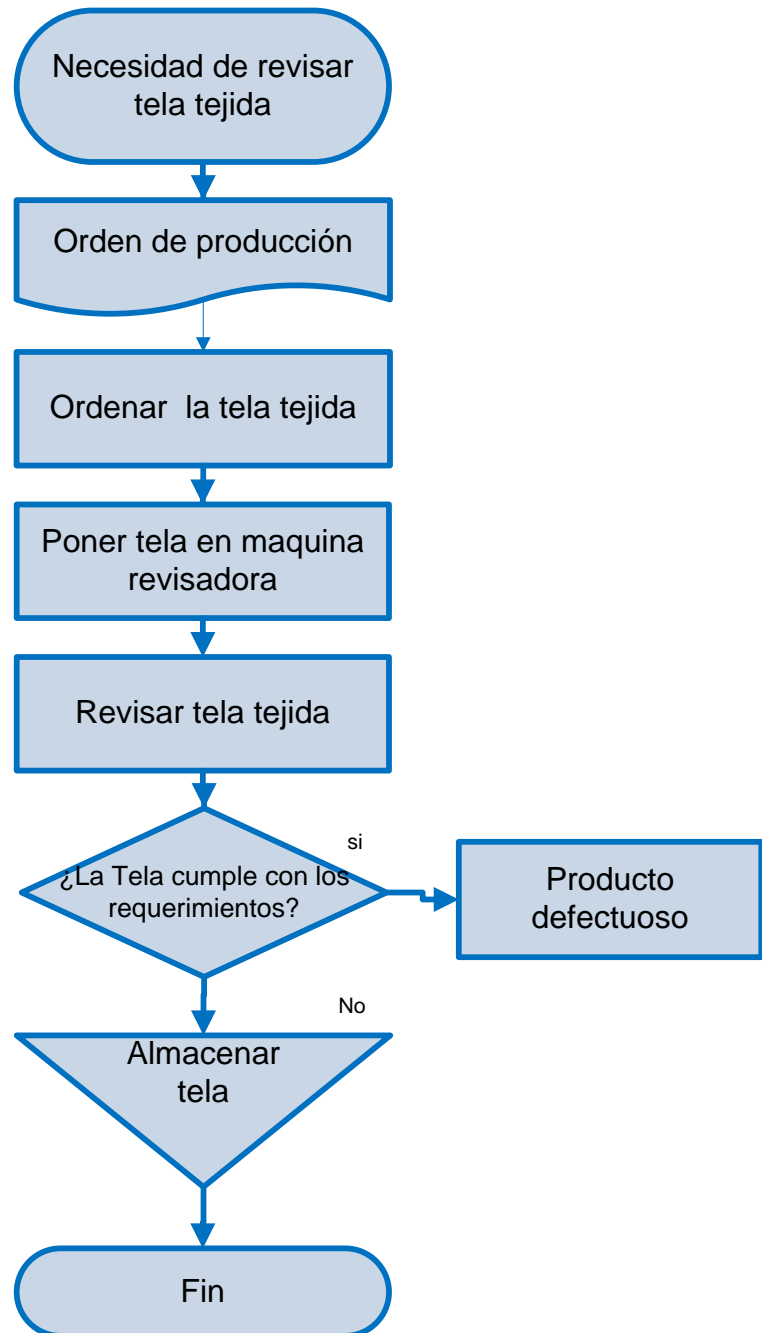 Necesidad de revisar
tela tejida
Orden de producción
Ordenar  la tela tejida
Poner tela en maquina
revisadora
Revisar tela tejida
si
¿La Tela cumple con los
requerimientos?
Producto
defectuoso
No
Almacenar
tela
Fin